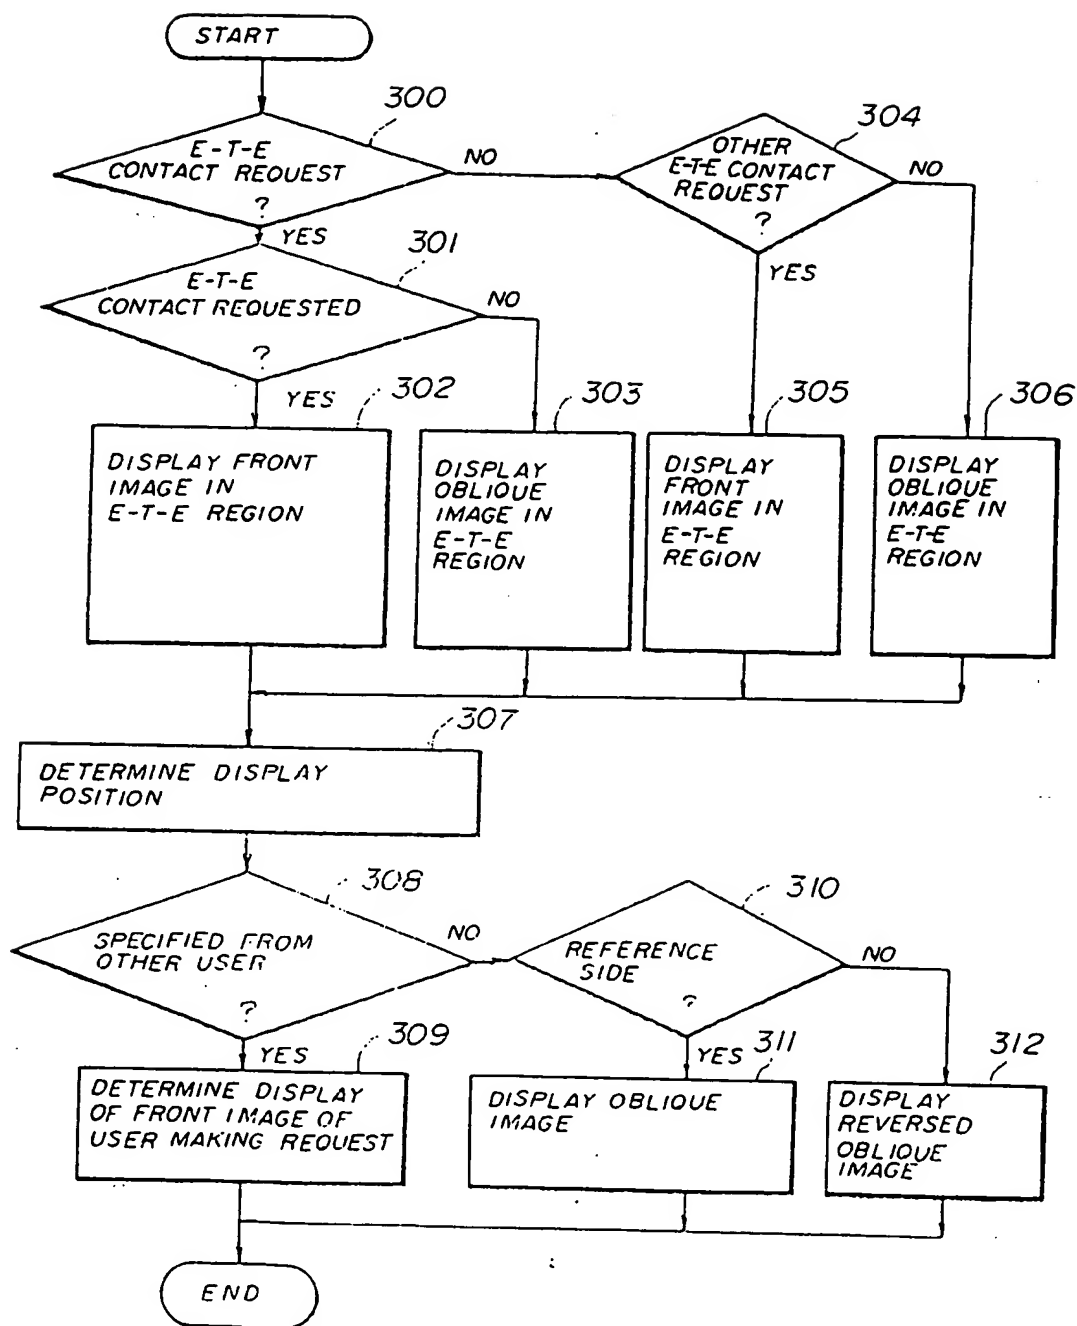 START
300
E-T-E
CONTACT REQUEST
?
NO
YES
304
OTHER
E-T-E CONTACT
REQUEST
?
NO
YES
301
E-T-E
CONTACT REQUESTED
?
NO
YES
302
DISPLAY FRONT
IMAGE IN
E-T-E REGION
303
DISPLAY
OBLIQUE
IMAGE IN
E-T-E
REGION
305
DISPLAY
FRONT
IMAGE IN
E-T-E
REGION
306
DISPLAY
OBLIQUE
IMAGE IN
E-T-E
REGION
307
DETERMINE DISPLAY
POSITION
308
SPECIFIED FROM
OTHER USER
?
NO
YES
310
REFERENCE
SIDE
?
NO
YES
309
DETERMINE DISPLAY
OF FRONT IMAGE OF
USER MAKING REQUEST
311
DISPLAY OBLIQUE
IMAGE
312
DISPLAY
REVERSED
OBLIQUE
IMAGE
END